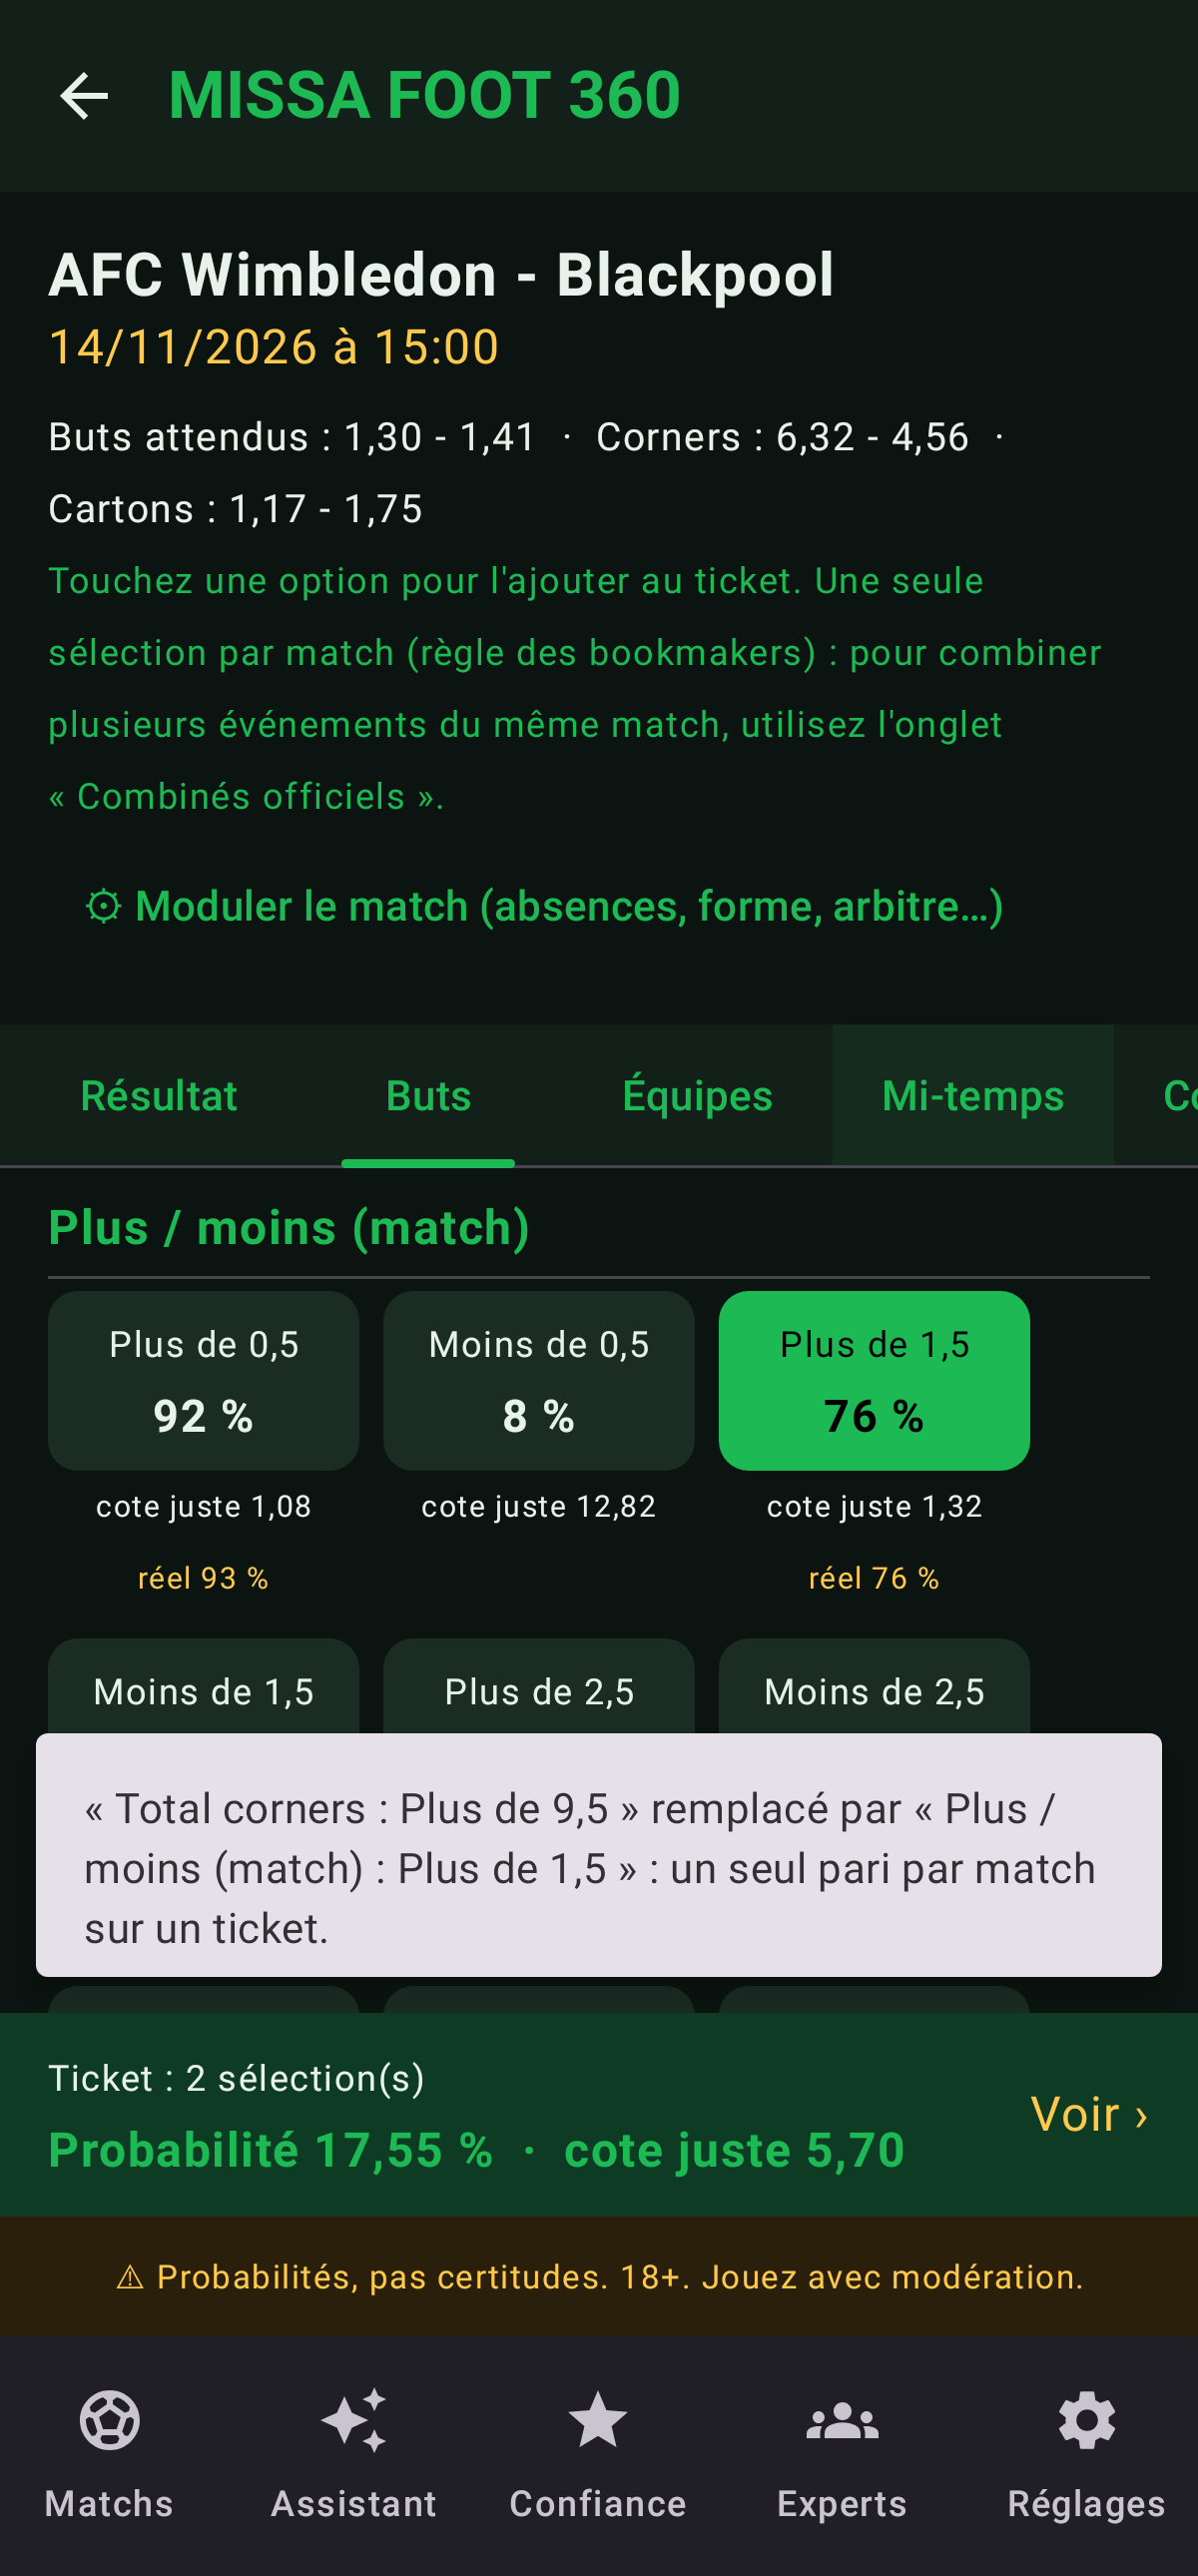 MISSA FOOT 360
AFC Wimbledon - Blackpool
14/11/2026 à 15:00
Buts attendus : 1,30 - 1,41 · Corners : 6,32 - 4,56 ·
Cartons : 1,17 - 1,75
Touchez une option pour l'ajouter au ticket. Une seule
sélection par match (règle des bookmakers) : pour combiner
plusieurs événements du même match, utilisez l'onglet
« Combinés officiels ».
Moduler le match (absences, forme, arbitre…)
Résultat Buts Équipes Mi-temps Co
Plus / moins (match)
Plus de 0,5 Moins de 0,5 Plus de 1,5
92 % 8 % 76 %
cote juste 1,08 cote juste 12,82 cote juste 1,32
réel 93 % réel 76 %
Moins de 1,5 Plus de 2,5 Moins de 2,5
« Total corners : Plus de 9,5 » remplacé par « Plus /
moins (match) : Plus de 1,5 » : un seul pari par match
sur un ticket.
Ticket : 2 sélection(s)
Probabilité 17,55 % · cote juste 5,70
Voir ›
⚠ Probabilités, pas certitudes. 18+. Jouez avec modération.
Matchs Assistant Confiance Experts Réglages